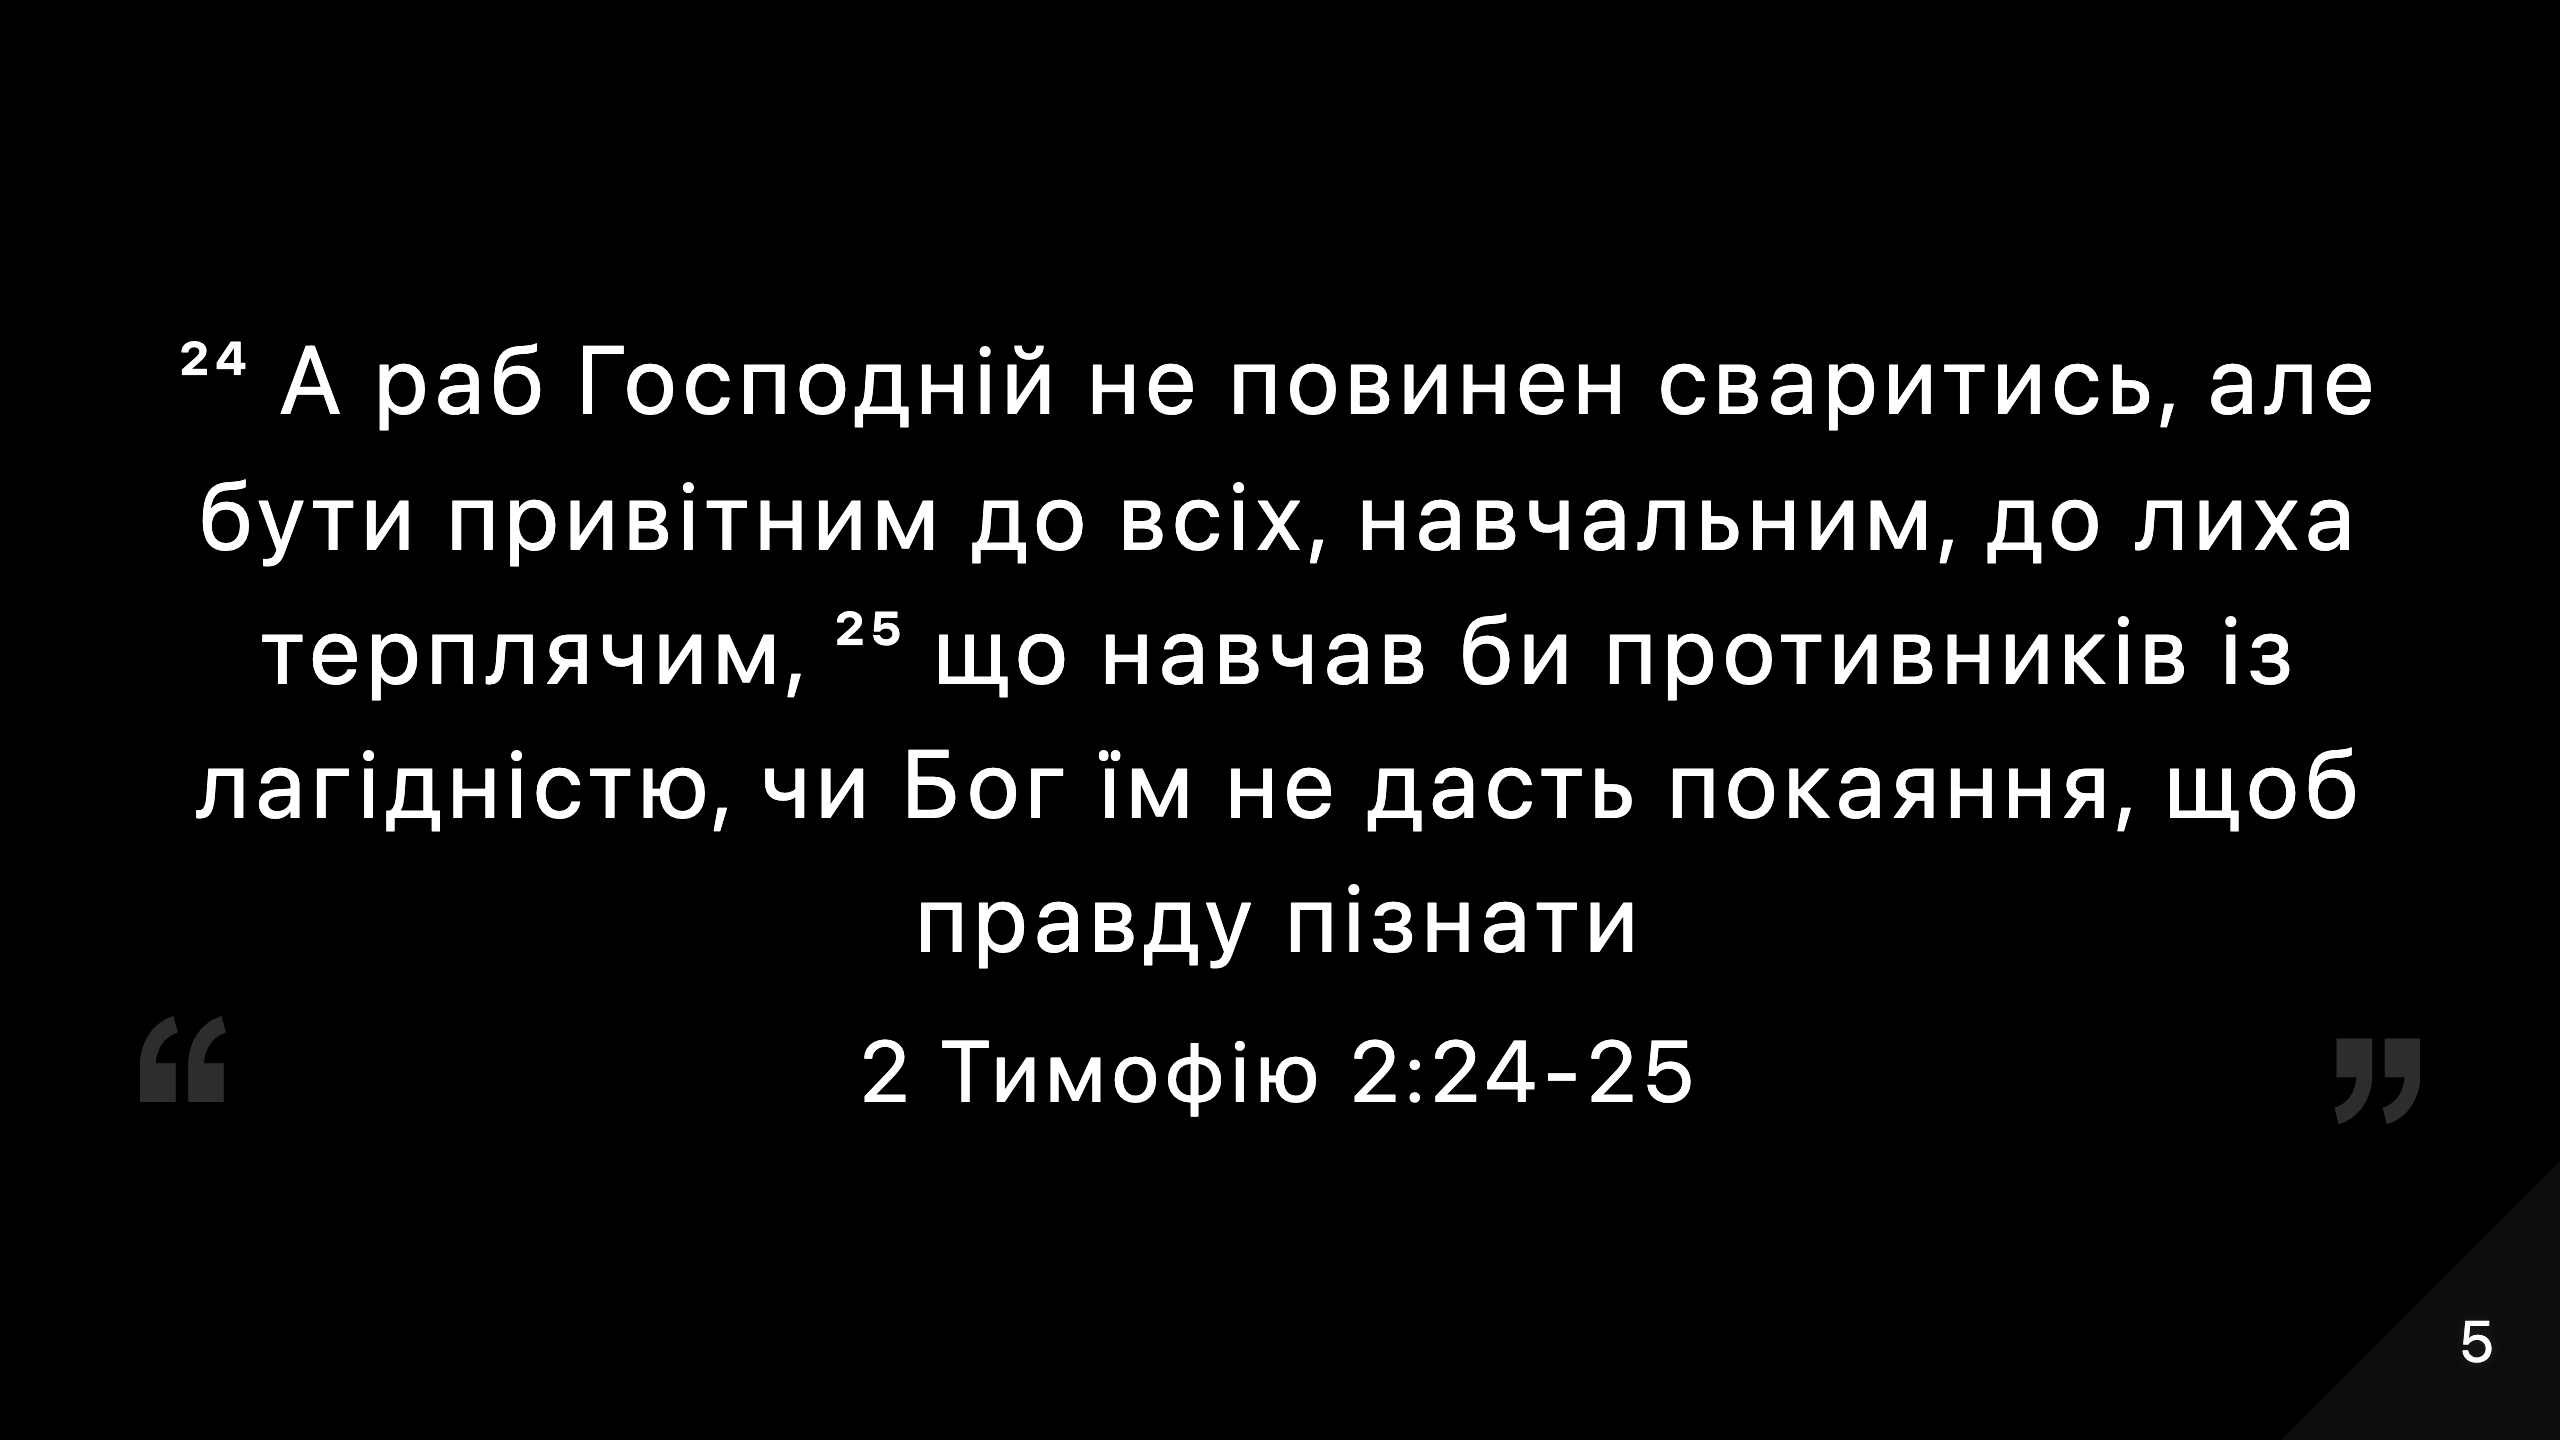 ²⁴ А раб Господній не повинен сваритись, але
бути привітним до всіх, навчальним, до лиха
терплячим, ²⁵ що навчав би противників із
лагідністю, чи Бог їм не дасть покаяння, щоб
правду пізнати
“ 2 Тимофію 2:24-25 ”
5